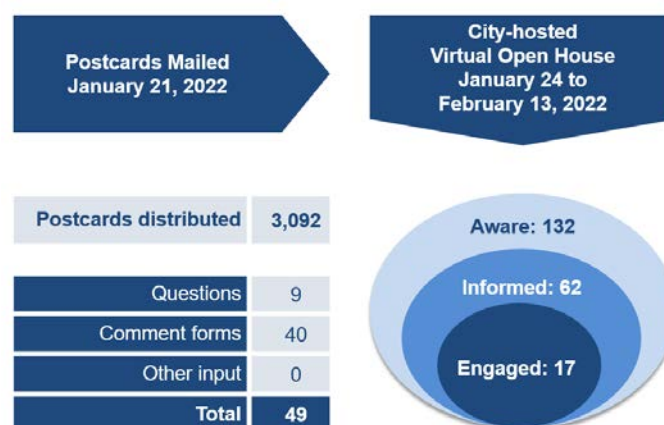 Postcards Mailed
January 21, 2022
City-hosted
Virtual Open House
January 24 to
February 13, 2022
Postcards distributed 3,092
Questions 9
Comment forms 40
Other input 0
Total 49
Aware: 132
Informed: 62
Engaged: 17